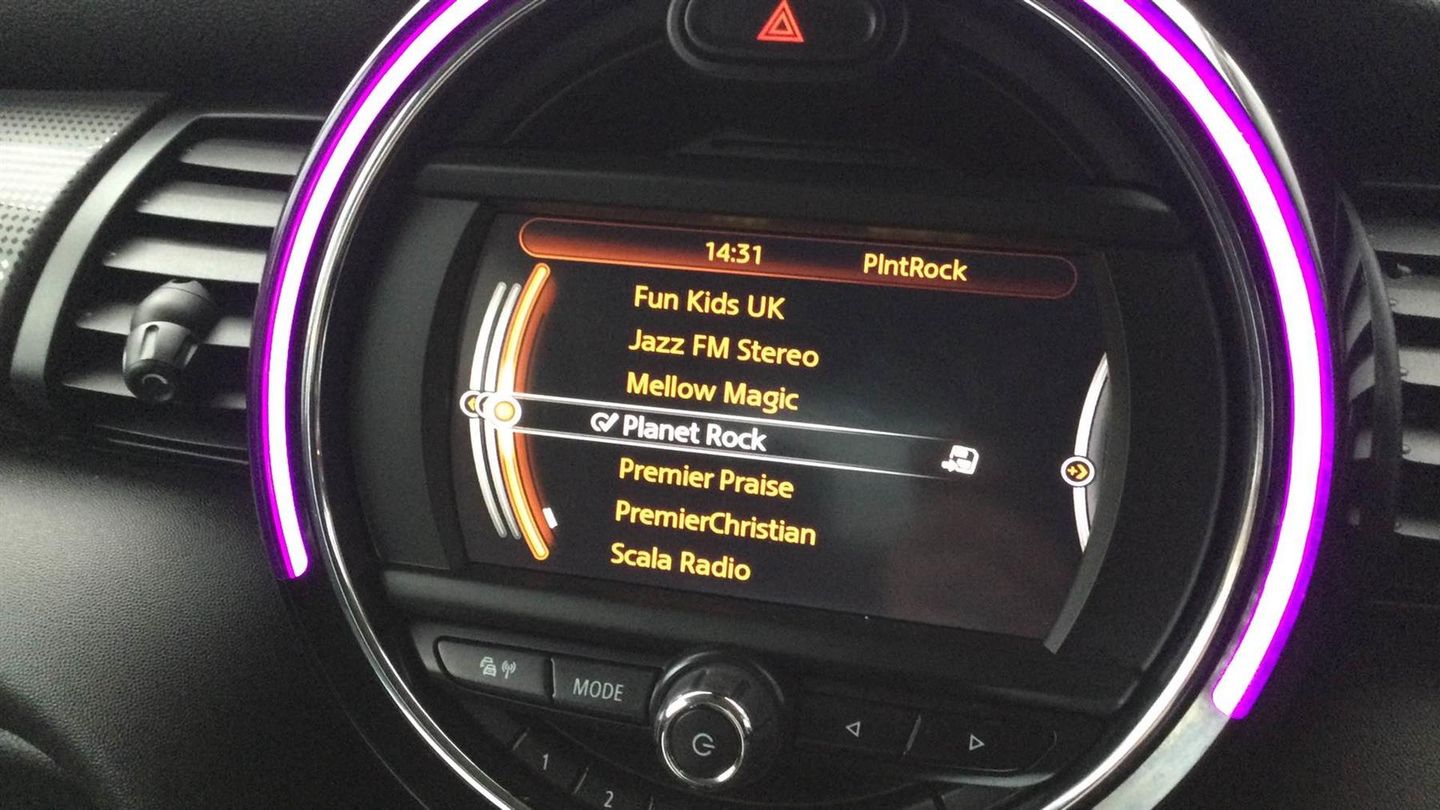 14:31 PlntRock
Fun Kids UK
Jazz FM Stereo
Mellow Magic
Planet Rock
Premier Praise
PremierChristian
Scala Radio
MODE
1
2